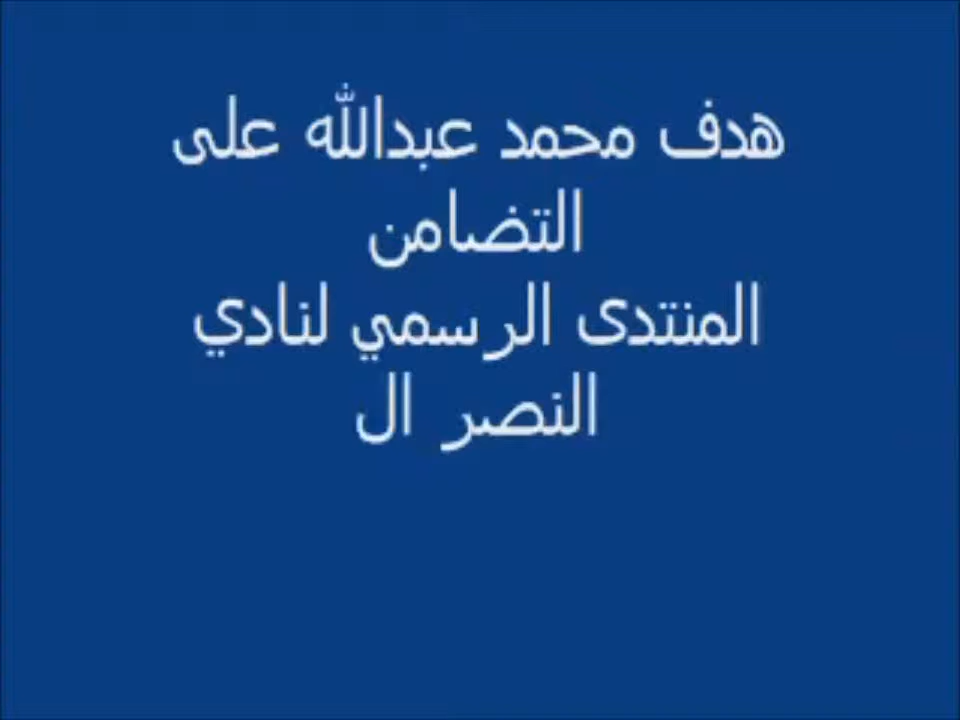 هدف محمد عبدالله على
التضامن
المنتدى الرسمي لنادي
النصر ال